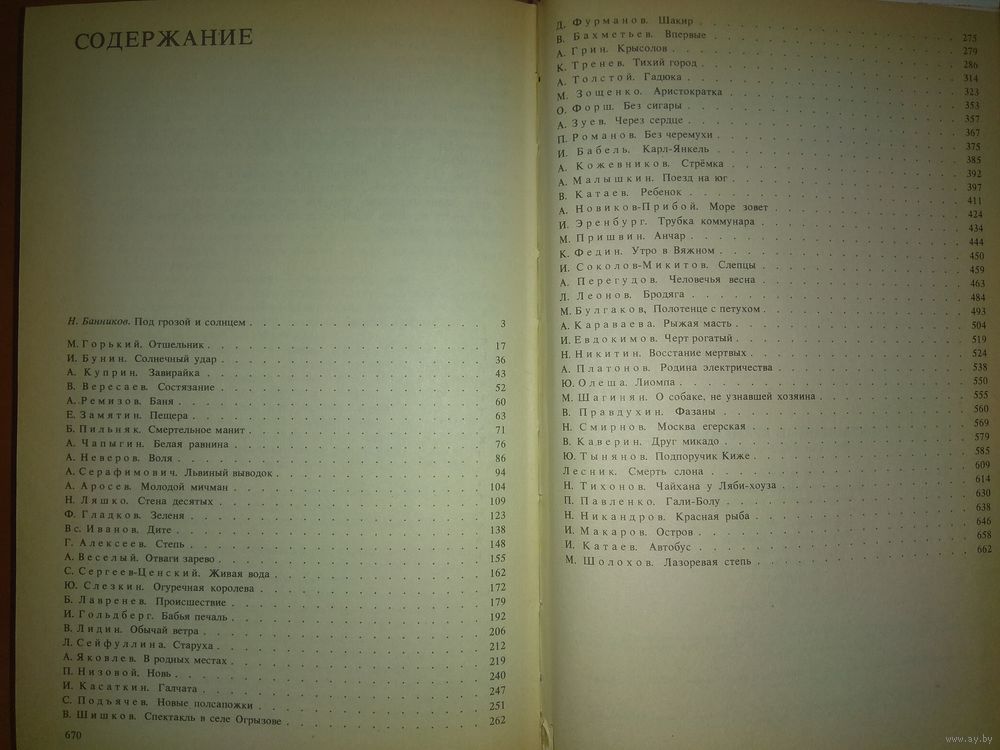 СОДЕРЖАНИЕ
Н. Банников. Под грозой и солнцем . . . 3
М. Горький. Отшельник . . . 17
И. Бунин. Солнечный удар . . . 36
А. Куприн. Завирайка . . . 43
В. Вересаев. Состязание . . . 52
А. Ремизов. Баня . . . 60
Е. Замятин. Пещера . . . 63
Б. Пильняк. Смертельное манит . . . 71
А. Чапыгин. Белая равнина . . . 76
А. Неверов. Воля . . . 86
А. Серафимович. Львиный выводок . . . 94
А. Аросев. Молодой мичман . . . 104
Н. Ляшко. Стена десятых . . . 109
Ф. Гладков. Зеленя . . . 123
Вс. Иванов. Дите . . . 138
Г. Алексеев. Степь . . . 148
А. Веселый. Отваги зарево . . . 155
С. Сергеев-Ценский. Живая вода . . . 162
Ю. Слезкин. Огуречная королева . . . 172
Б. Лавренев. Происшествие . . . 179
И. Гольдберг. Бабья печаль . . . 192
В. Лидин. Обычай ветра . . . 206
Л. Сейфуллина. Старуха . . . 212
А. Яковлев. В родных местах . . . 219
П. Низовой. Новь . . . 240
И. Касаткин. Галчата . . . 247
С. Подъячев. Новые полсапожки . . . 251
В. Шишков. Спектакль в селе Огрызове . . . 262
670
Д. Фурманов. Шакир . . . 275
В. Бахметьев. Впервые . . . 279
А. Грин. Крысолов . . . 286
К. Тренев. Тихий город . . . 314
А. Толстой. Гадюка . . . 323
М. Зощенко. Аристократка . . . 353
О. Форш. Без сигары . . . 357
А. Зуев. Через сердце . . . 367
П. Романов. Без черемухи . . . 375
И. Бабель. Карл-Янкель . . . 385
А. Кожевников. Стрёмка . . . 392
А. Малышкин. Поезд на юг . . . 397
В. Катаев. Ребенок . . . 411
А. Новиков-Прибой. Море зовет . . . 424
И. Эренбург. Трубка коммунара . . . 434
М. Пришвин. Анчар . . . 444
К. Федин. Утро в Вяжном . . . 450
И. Соколов-Микитов. Слепцы . . . 459
А. Перегудов. Человечья весна . . . 463
Л. Леонов. Бродяга . . . 484
М. Булгаков, Полотенце с петухом . . . 493
А. Караваева. Рыжая масть . . . 504
И. Евдокимов. Черт рогатый . . . 519
Н. Никитин. Восстание мертвых . . . 524
А. Платонов. Родина электричества . . . 538
Ю. Олеша. Лиомпа . . . 550
М. Шагинян. О собаке, не узнавшей хозяина . . . 555
В. Правдухин. Фазаны . . . 560
Н. Смирнов. Москва егерская . . . 569
В. Каверин. Друг микадо . . . 579
Ю. Тынянов. Подпоручик Киже . . . 585
Лесник. Смерть слона . . . 609
Н. Тихонов. Чайхана у Ляби-хоуза . . . 614
П. Павленко. Гали-Болу . . . 630
Н. Никандров. Красная рыба . . . 638
И. Макаров. Остров . . . 646
И. Катаев. Автобус . . . 658
М. Шолохов. Лазоревая степь . . . 662
www.ay.by